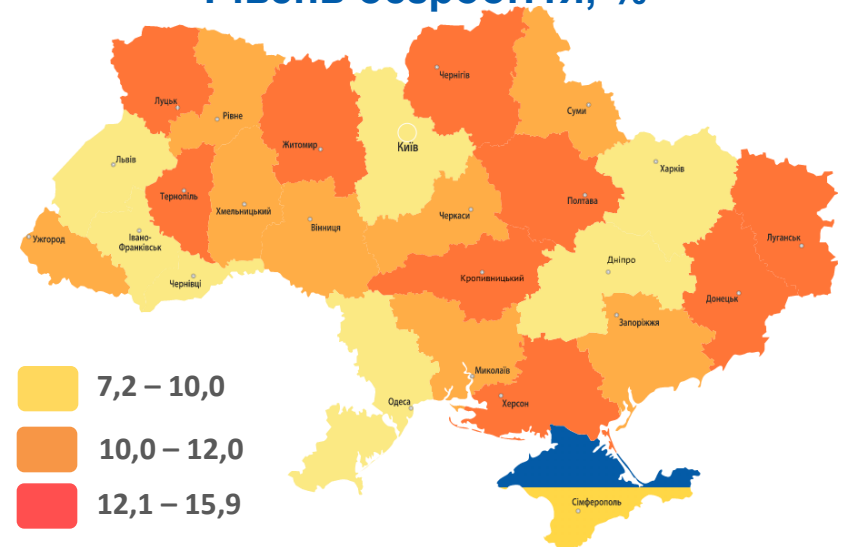 Рівень безробіття, %
Чернігів
Луцьк
Рівне
Суми
Житомир
Київ
Львів
Харків
Тернопіль
Полтава
Хмельницький
Черкаси
Вінниця
Ужгород
Івано-
Франківськ
Луганськ
Дніпро
Чернівці
Кропивницький
Донецьк
Запоріжжя
Миколаїв
Одеса
Херсон
Сімферополь
7,2 – 10,0
10,0 – 12,0
12,1 – 15,9